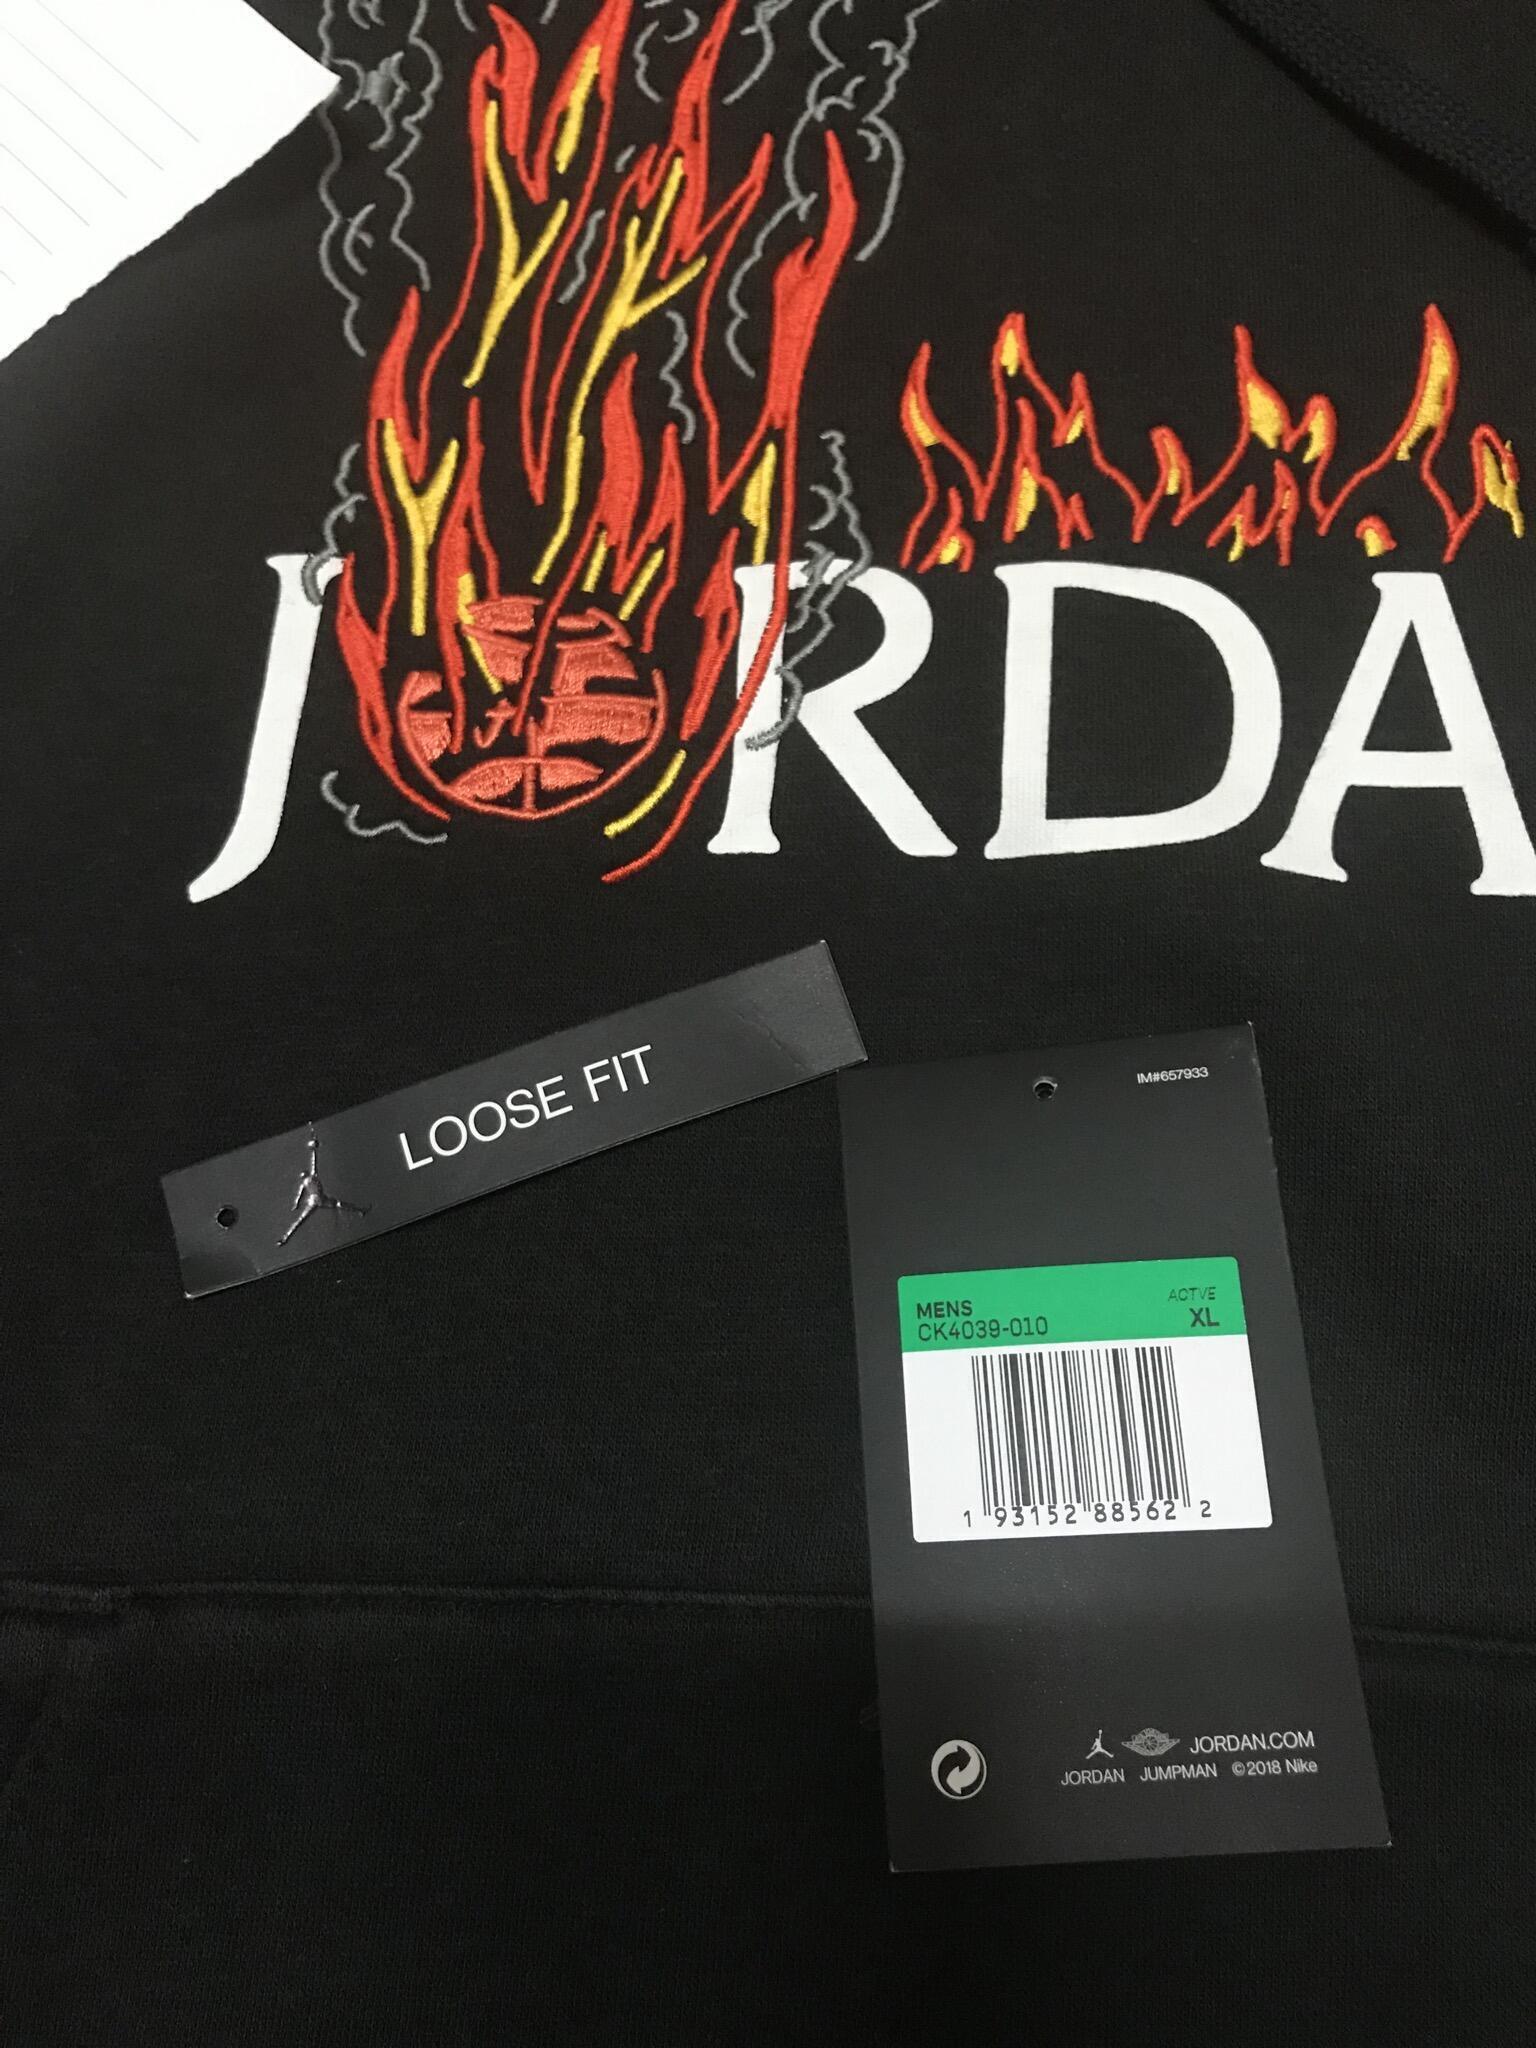 JORDA
LOOSE FIT
IM#657933
MENS
ACTVE
CK4039-010
XL
1 93152 88562 2
JORDAN.COM
JORDAN JUMPMAN ©2018 Nike